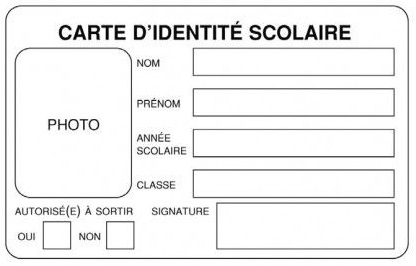 CARTE D'IDENTITÉ SCOLAIRE
NOM
PRÉNOM
PHOTO
ANNÉE
SCOLAIRE
CLASSE
AUTORISÉ(E) À SORTIR
SIGNATURE
OUI
NON